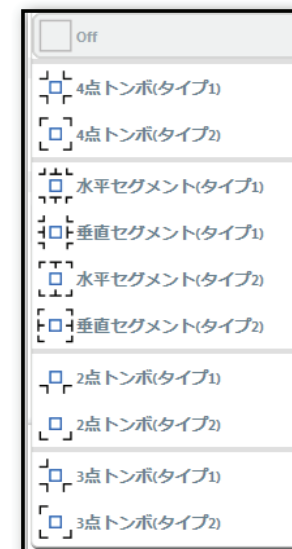 Off
4点トンボ(タイプ1)
4点トンボ(タイプ2)
水平セグメント(タイプ1)
垂直セグメント(タイプ1)
水平セグメント(タイプ2)
垂直セグメント(タイプ2)
2点トンボ(タイプ1)
2点トンボ(タイプ2)
3点トンボ(タイプ1)
3点トンボ(タイプ2)